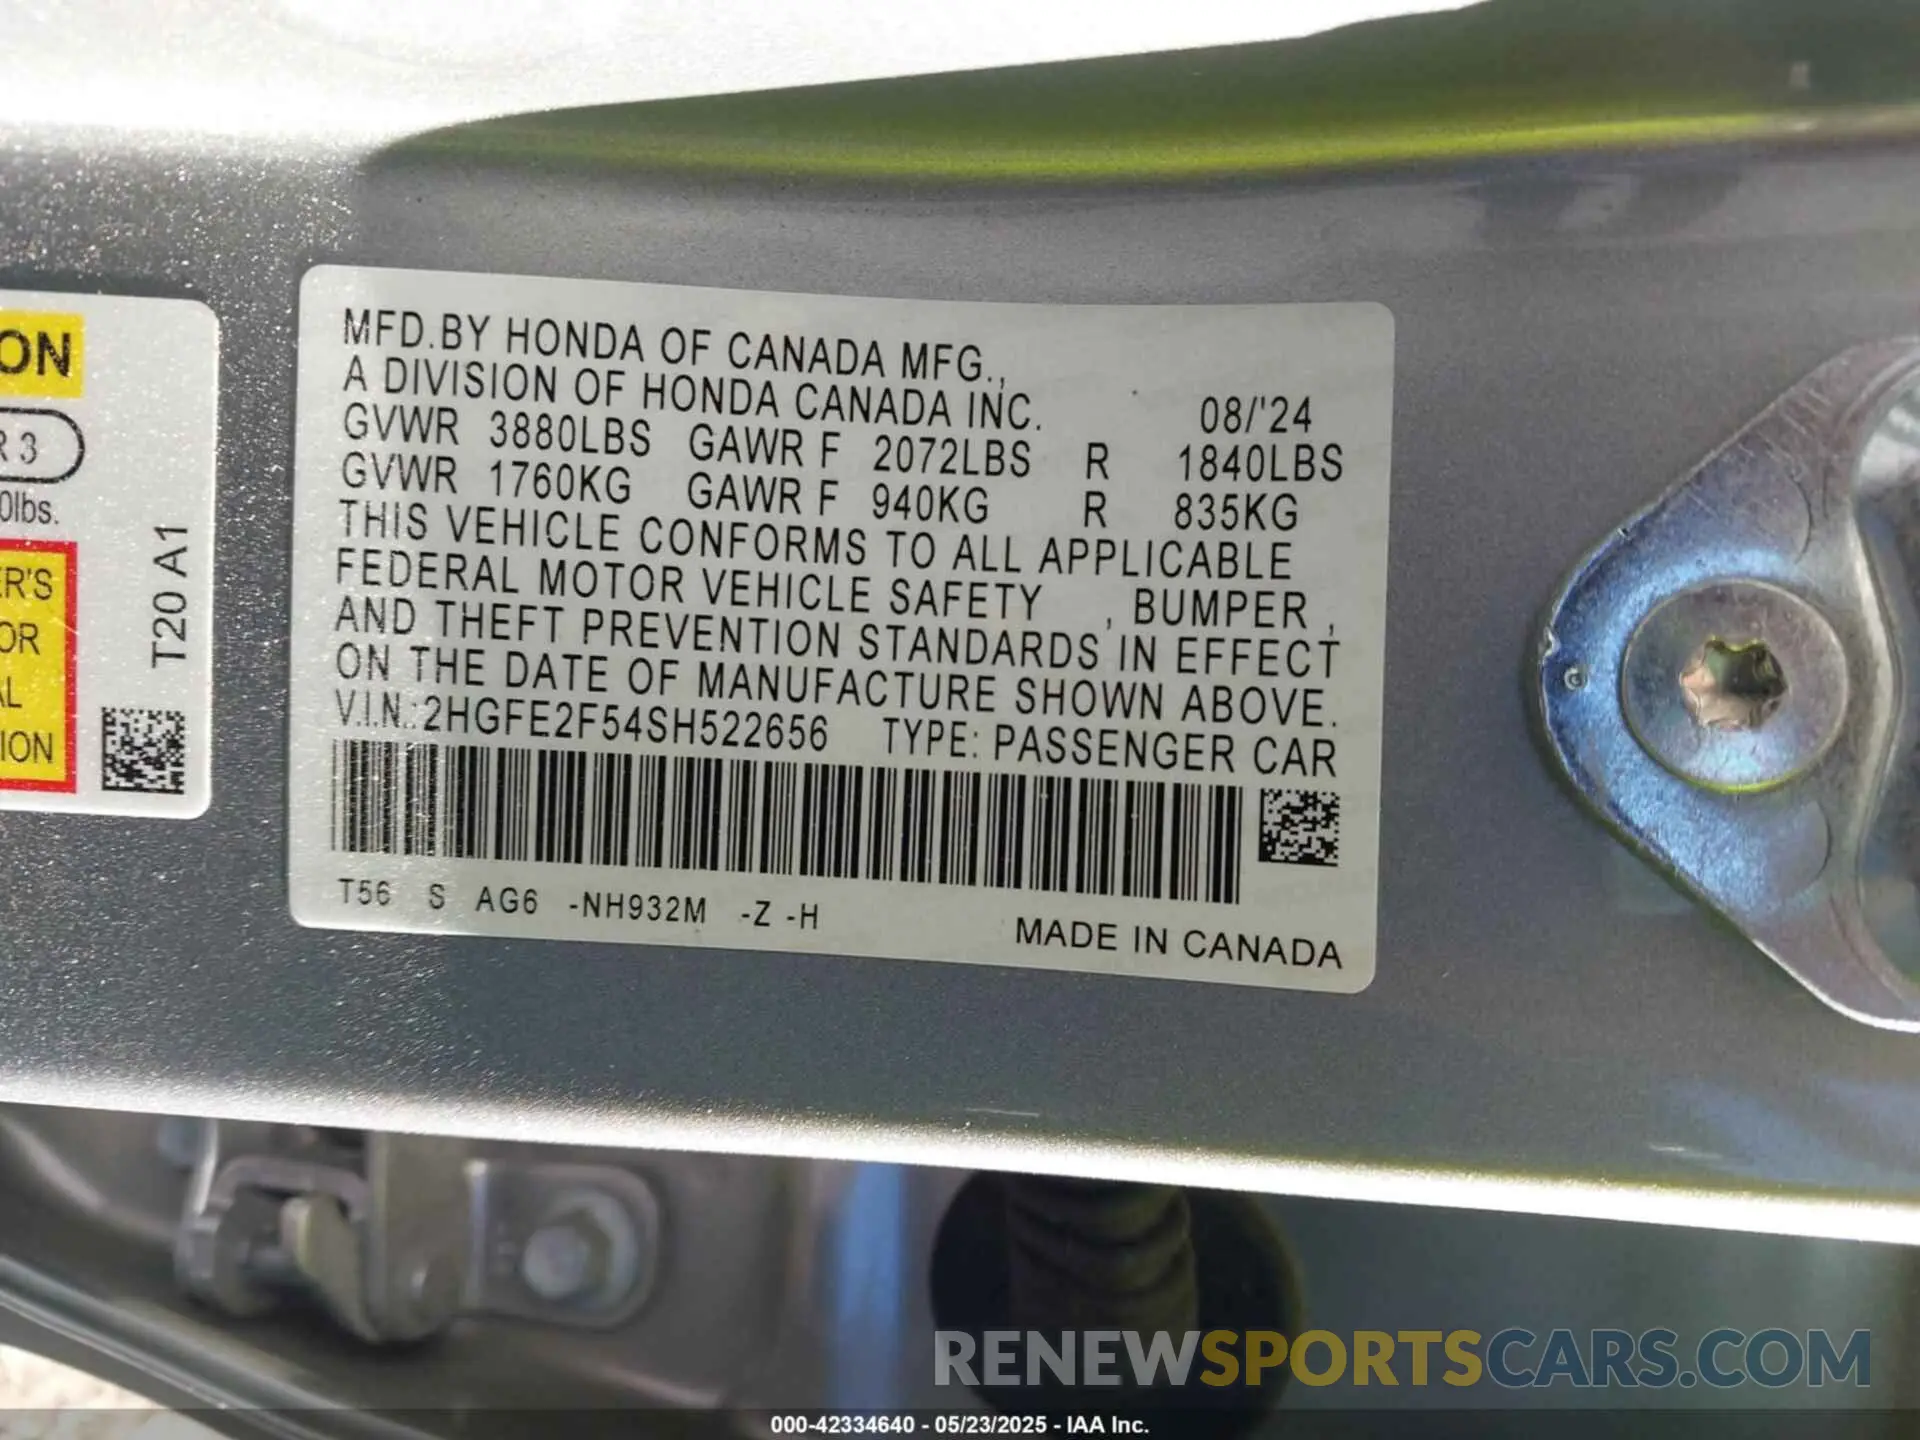 ON
R 3
0lbs.
ER'S
OR
AL
ION
T20 A1
MFD.BY HONDA OF CANADA MFG.,
A DIVISION OF HONDA CANADA INC. 08/'24
GVWR 3880LBS GAWR F 2072LBS R 1840LBS
GVWR 1760KG GAWR F 940KG R 835KG
THIS VEHICLE CONFORMS TO ALL APPLICABLE
FEDERAL MOTOR VEHICLE SAFETY , BUMPER ,
AND THEFT PREVENTION STANDARDS IN EFFECT
ON THE DATE OF MANUFACTURE SHOWN ABOVE.
V.I.N.:2HGFE2F54SH522656 TYPE: PASSENGER CAR
T56 S AG6 -NH932M -Z -H
MADE IN CANADA
RENEWSPORTSCARS.COM
000-42334640 - 05/23/2025 - IAA Inc.